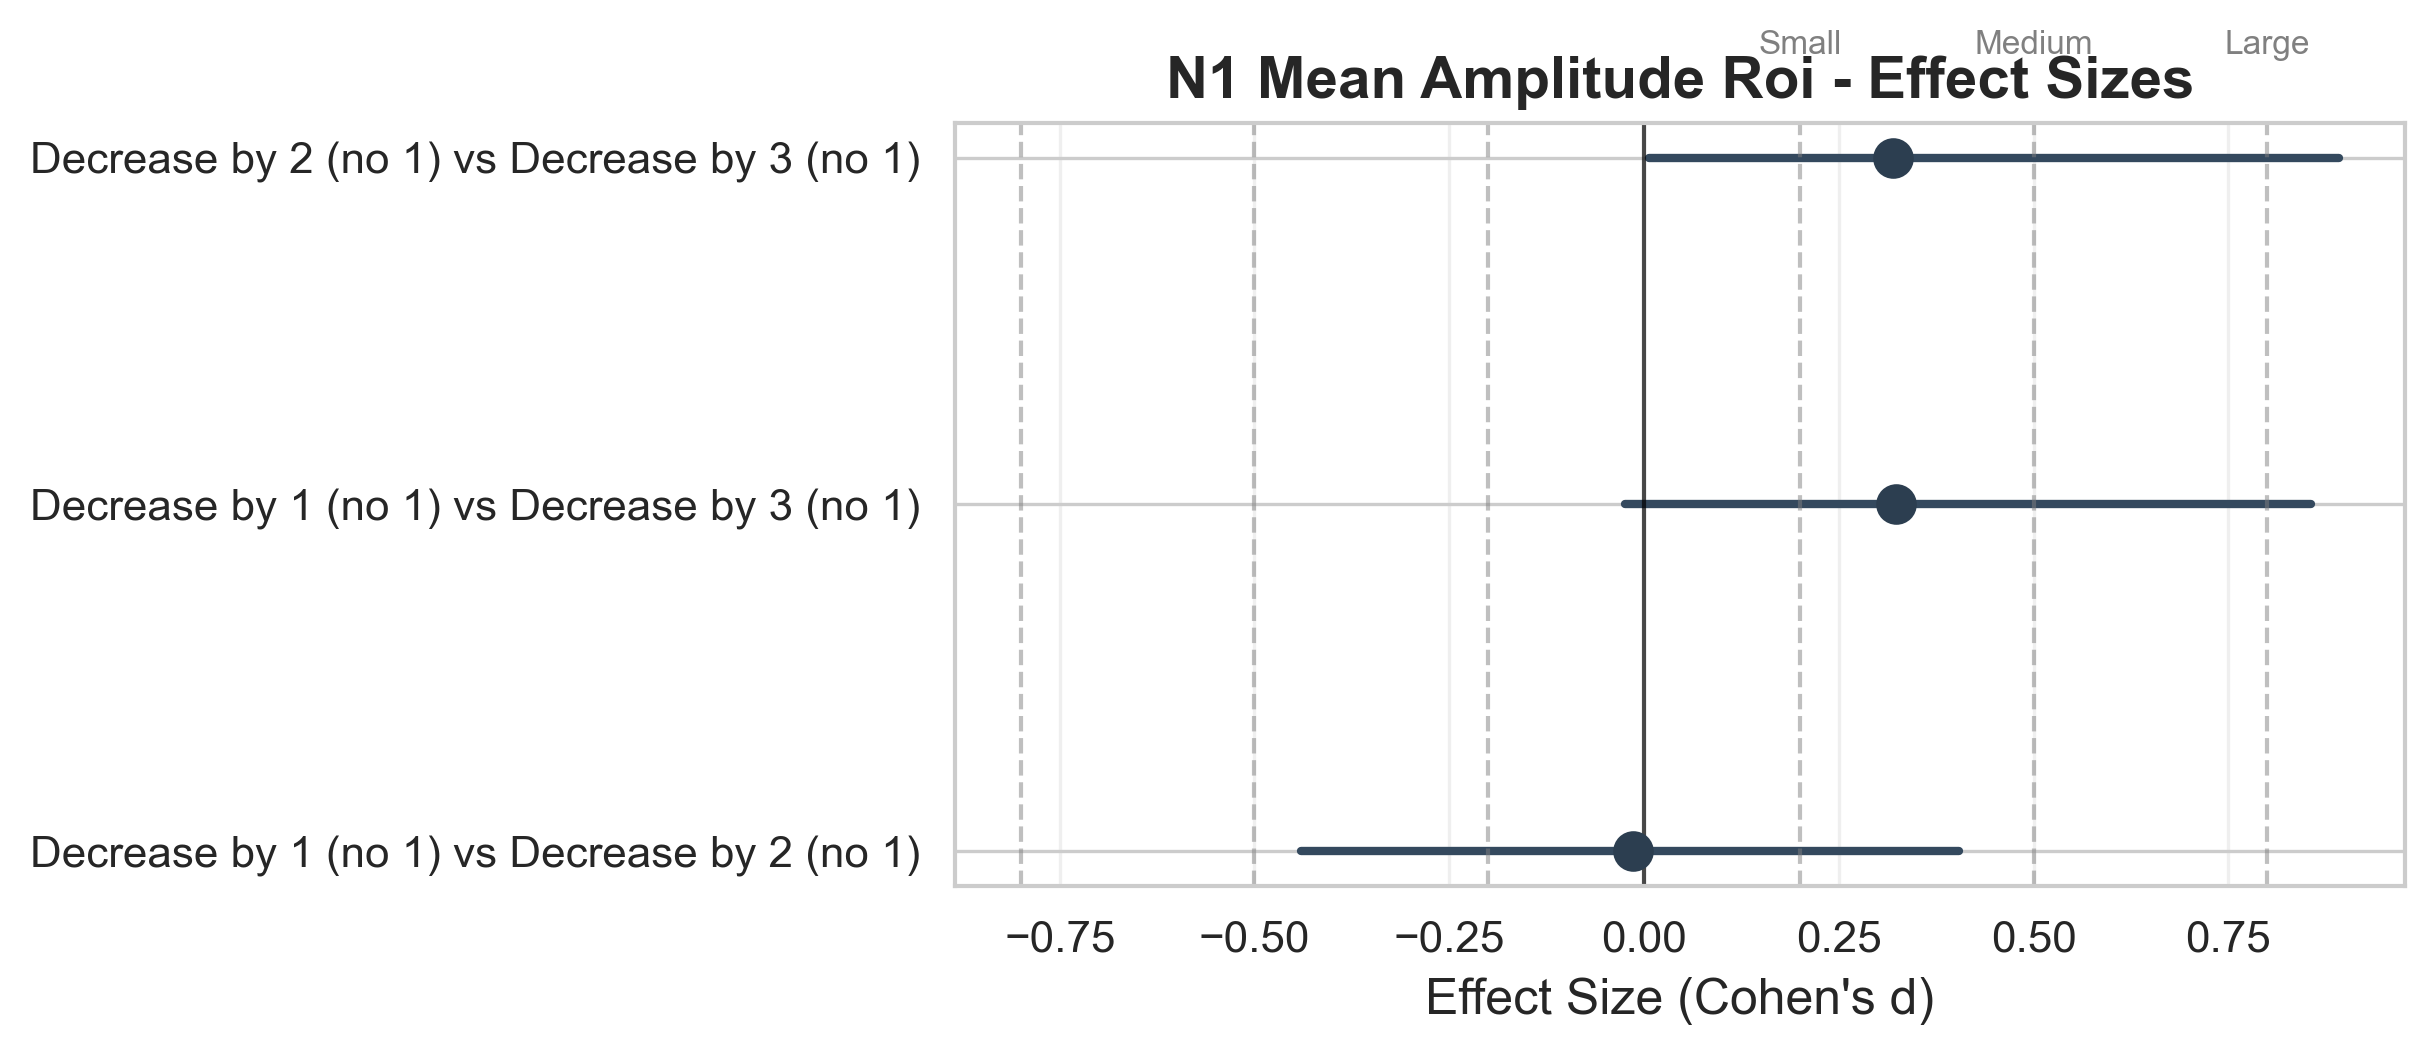 Small Medium Large
N1 Mean Amplitude Roi - Effect Sizes
Decrease by 2 (no 1) vs Decrease by 3 (no 1)
Decrease by 1 (no 1) vs Decrease by 3 (no 1)
Decrease by 1 (no 1) vs Decrease by 2 (no 1)
−0.75 −0.50 −0.25 0.00 0.25 0.50 0.75
Effect Size (Cohen's d)